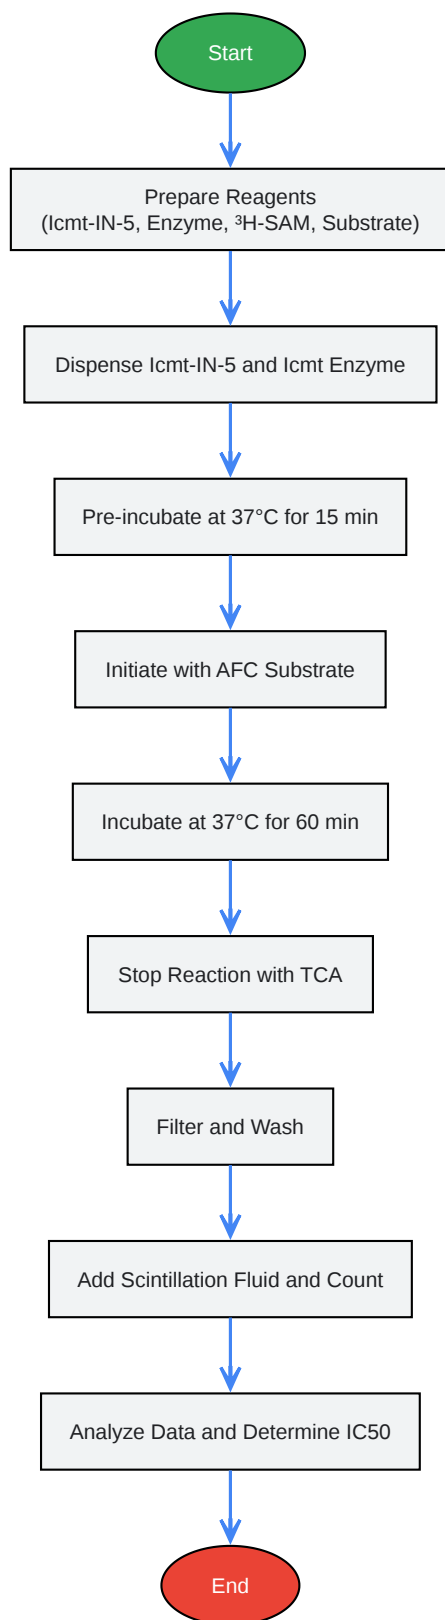 Start
Prepare Reagents
(Icmt-IN-5, Enzyme, ³H-SAM, Substrate)
Dispense Icmt-IN-5 and Icmt Enzyme
Pre-incubate at 37°C for 15 min
Initiate with AFC Substrate
Incubate at 37°C for 60 min
Stop Reaction with TCA
Filter and Wash
Add Scintillation Fluid and Count
Analyze Data and Determine IC50
End